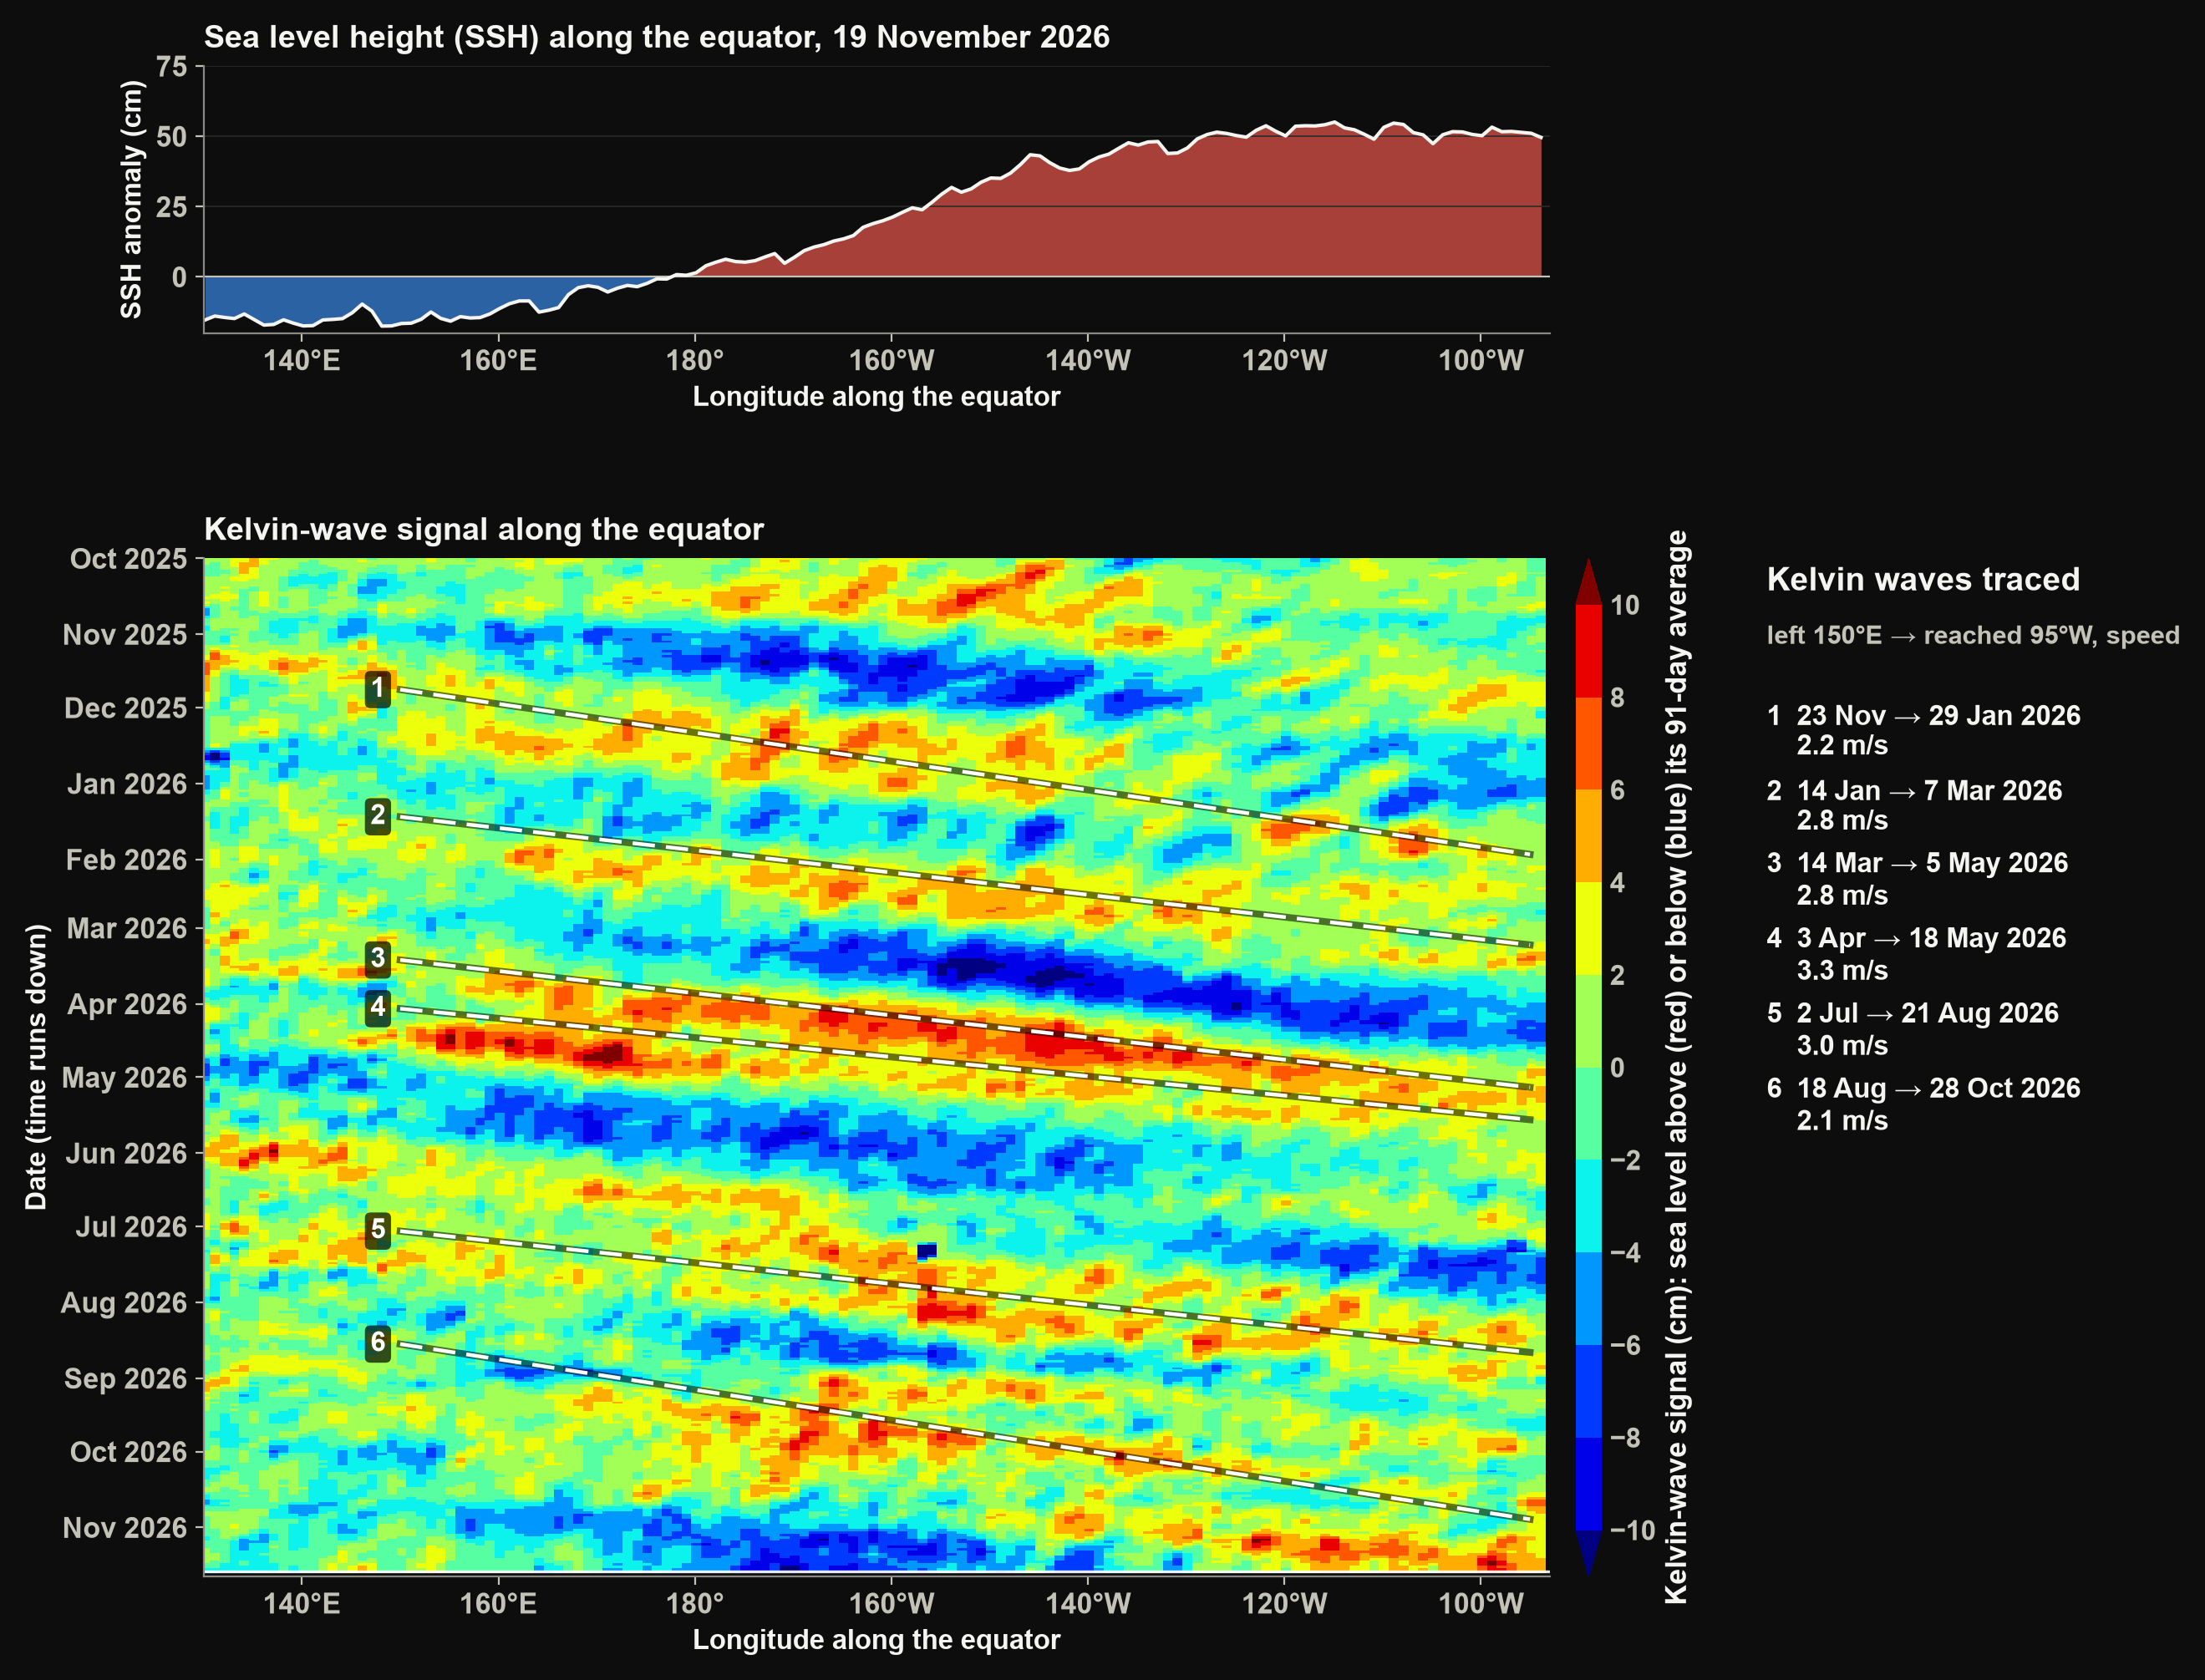 Sea level height (SSH) along the equator, 19 November 2026
SSH anomaly (cm)
75
50
25
0
140°E
160°E
180°
160°W
140°W
120°W
100°W
Longitude along the equator
Kelvin-wave signal along the equator
Date (time runs down)
Oct 2025
Nov 2025
Dec 2025
Jan 2026
Feb 2026
Mar 2026
Apr 2026
May 2026
Jun 2026
Jul 2026
Aug 2026
Sep 2026
Oct 2026
Nov 2026
1
2
3
4
5
6
140°E
160°E
180°
160°W
140°W
120°W
100°W
Longitude along the equator
10
8
6
4
2
0
−2
−4
−6
−8
−10
Kelvin-wave signal (cm): sea level above (red) or below (blue) its 91-day average
Kelvin waves traced
left 150°E → reached 95°W, speed
1 23 Nov → 29 Jan 2026
2.2 m/s
2 14 Jan → 7 Mar 2026
2.8 m/s
3 14 Mar → 5 May 2026
2.8 m/s
4 3 Apr → 18 May 2026
3.3 m/s
5 2 Jul → 21 Aug 2026
3.0 m/s
6 18 Aug → 28 Oct 2026
2.1 m/s